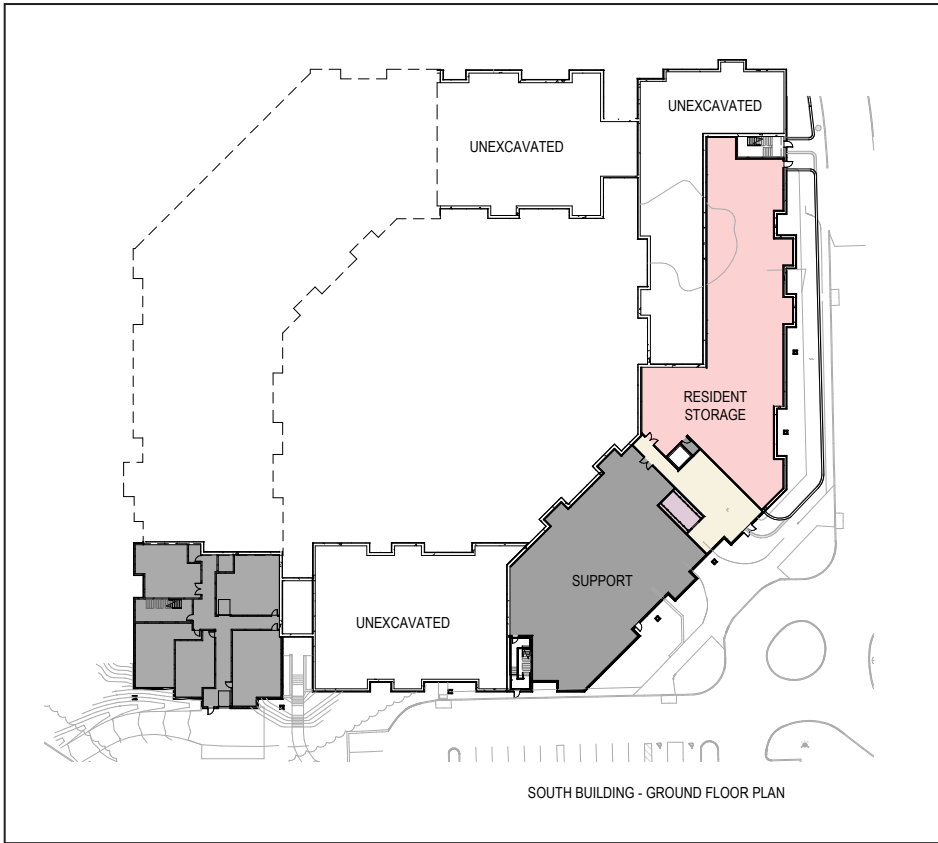 UNEXCAVATED
UNEXCAVATED
RESIDENT
STORAGE
SUPPORT
UNEXCAVATED
SOUTH BUILDING - GROUND FLOOR PLAN